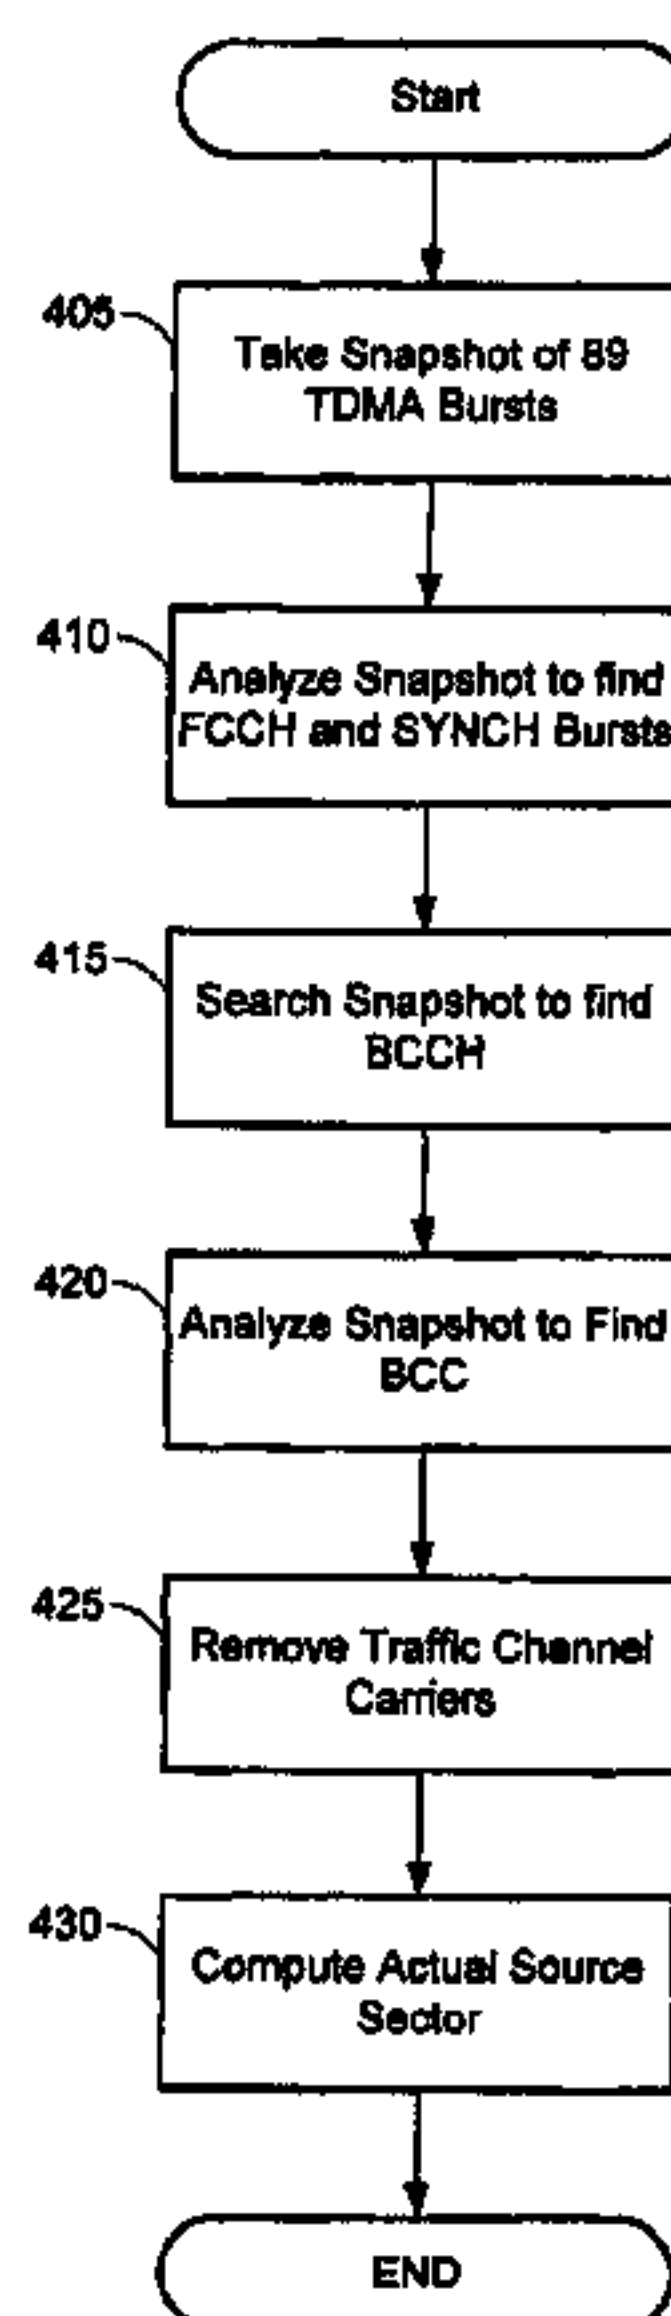 Start
405
Take Snapshot of 89
TDMA Bursts
410
Analyze Snapshot to find
FCCH and SYNCH Bursts
415
Search Snapshot to find
BCCH
420
Analyze Snapshot to Find
BCC
425
Remove Traffic Channel
Carriers
430
Compute Actual Source
Sector
END